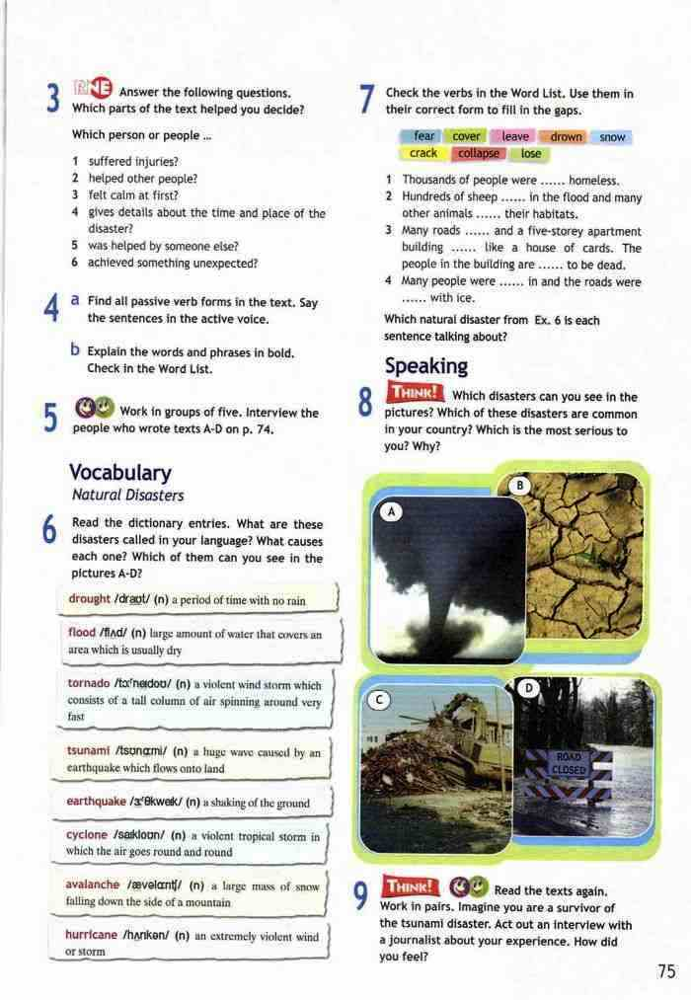 3 RNE Answer the following questions.
Which parts of the text helped you decide?
Which person or people ...
1 suffered injuries?
2 helped other people?
3 felt calm at first?
4 gives details about the time and place of the
disaster?
5 was helped by someone else?
6 achieved something unexpected?
4 a Find all passive verb forms in the text. Say
the sentences in the active voice.
b Explain the words and phrases in bold.
Check in the Word List.
5 Work in groups of five. Interview the
people who wrote texts A-D on p. 74.
Vocabulary
Natural Disasters
6 Read the dictionary entries. What are these
disasters called in your language? What causes
each one? Which of them can you see in the
pictures A-D?
drought /draʊt/ (n) a period of time with no rain
flood /flʌd/ (n) large amount of water that covers an
area which is usually dry
tornado /tɔːʳneɪdoʊ/ (n) a violent wind storm which
consists of a tall column of air spinning around very
fast
tsunami /tsʊnɑːmi/ (n) a huge wave caused by an
earthquake which flows onto land
earthquake /ɜːʳθkweɪk/ (n) a shaking of the ground
cyclone /saɪkloʊn/ (n) a violent tropical storm in
which the air goes round and round
avalanche /ævəlɑːntʃ/ (n) a large mass of snow
falling down the side of a mountain
hurricane /hʌrɪkən/ (n) an extremely violent wind
or storm
7 Check the verbs in the Word List. Use them in
their correct form to fill in the gaps.
fear cover leave drown snow
crack collapse lose
1 Thousands of people were ...... homeless.
2 Hundreds of sheep ...... in the flood and many
other animals ...... their habitats.
3 Many roads ...... and a five-storey apartment
building ...... like a house of cards. The
people in the building are ...... to be dead.
4 Many people were ...... in and the roads were
...... with ice.
Which natural disaster from Ex. 6 is each
sentence talking about?
Speaking
8 THINK! Which disasters can you see in the
pictures? Which of these disasters are common
in your country? Which is the most serious to
you? Why?
A
B
C
D
ROAD
CLOSED
9 THINK! Read the texts again.
Work in pairs. Imagine you are a survivor of
the tsunami disaster. Act out an interview with
a journalist about your experience. How did
you feel?
75